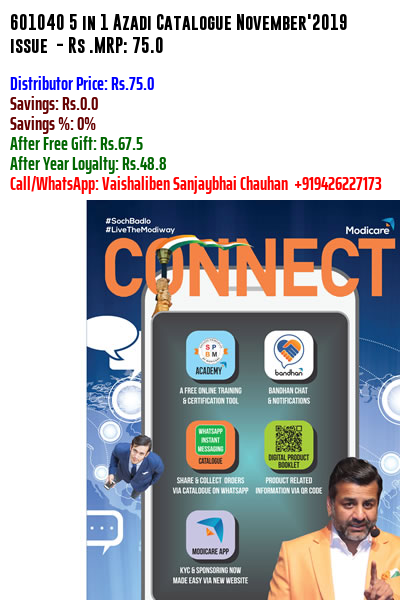 601040 5 in 1 Azadi Catalogue November'2019
issue - Rs .MRP: 75.0
Distributor Price: Rs.75.0
Savings: Rs.0.0
Savings %: 0%
After Free Gift: Rs.67.5
After Year Loyalty: Rs.48.8
Call/WhatsApp: Vaishaliben Sanjaybhai Chauhan +919426227173
#SochBadlo
#LiveTheModiway
Modicare
CONNECT
SPBM
ACADEMY
A FREE ONLINE TRAINING
& CERTIFICATION TOOL
bandhan
BANDHAN CHAT
& NOTIFICATIONS
WHATSAPP
INSTANT
MESSAGING
CATALOGUE
SHARE & COLLECT ORDERS
VIA CATALOGUE ON WHATSAPP
DIGITAL PRODUCT
BOOKLET
PRODUCT RELATED
INFORMATION VIA QR CODE
MODICARE APP
KYC & SPONSORING NOW
MADE EASY VIA NEW WEBSITE